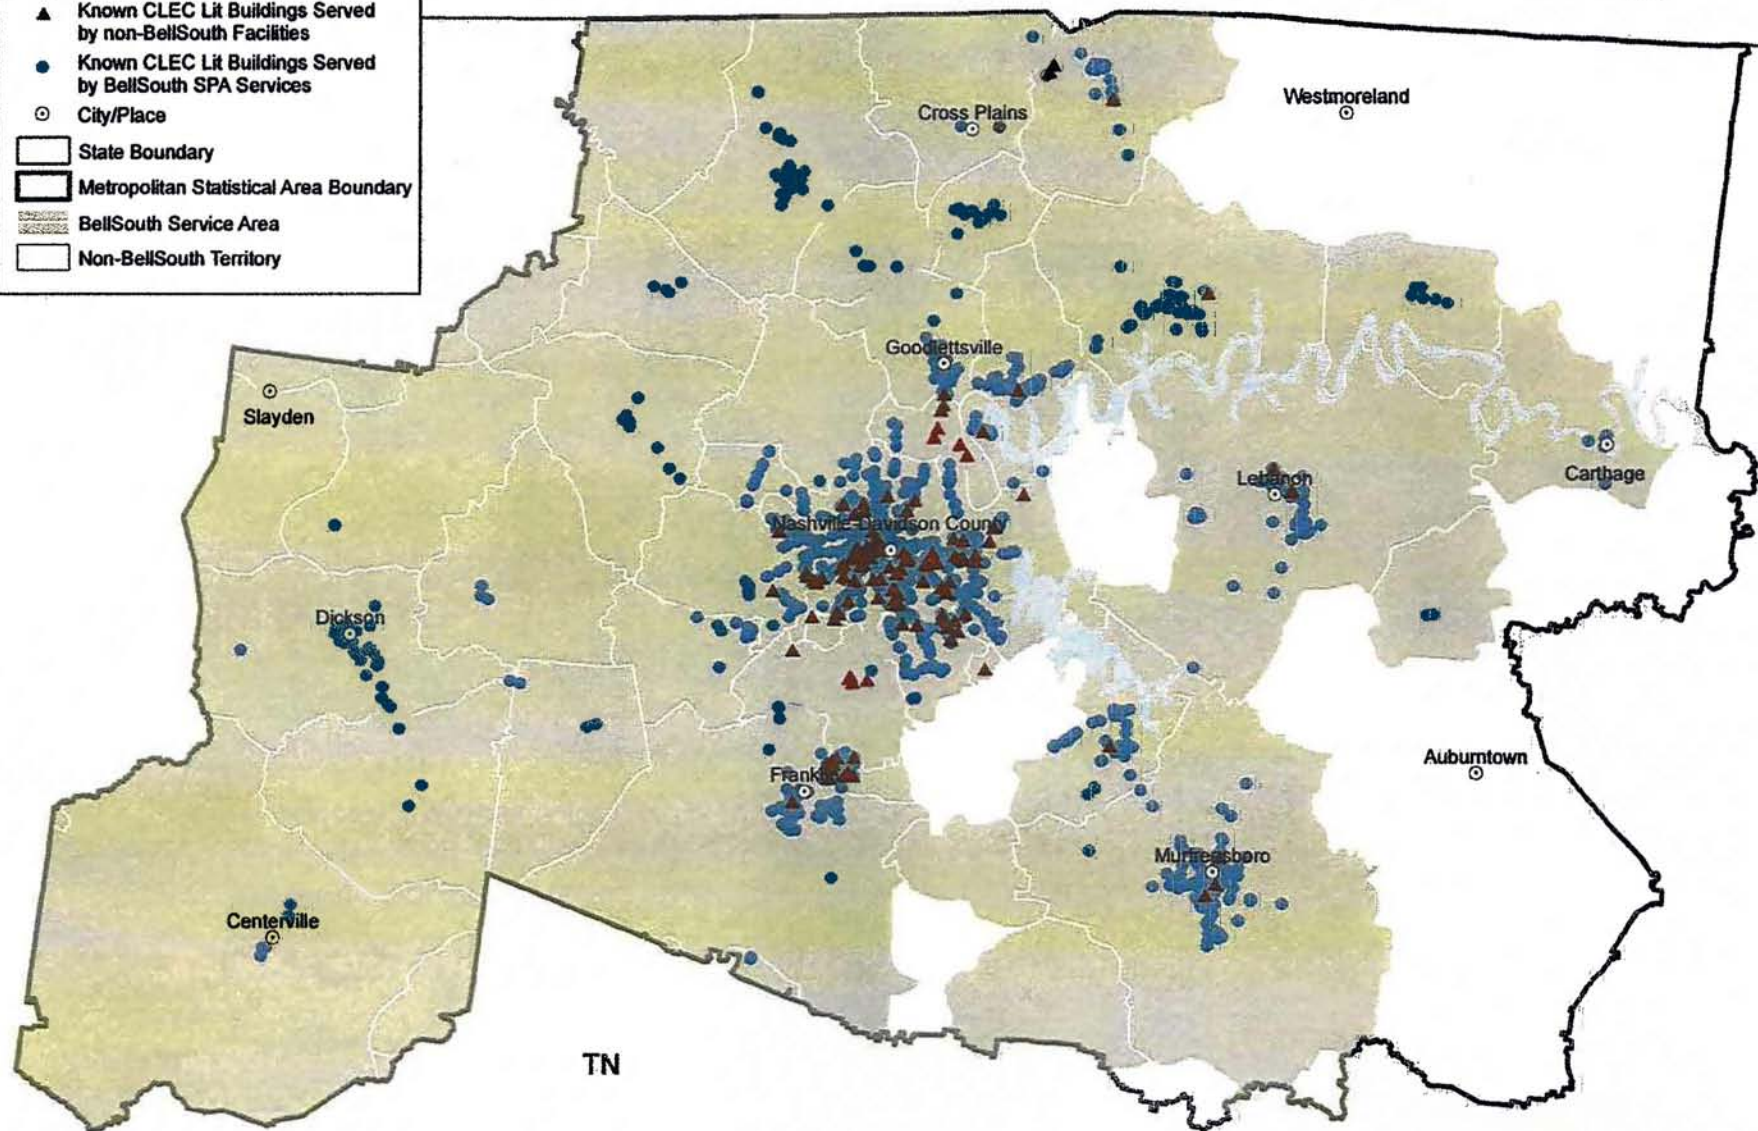 Known CLEC Lit Buildings Served
by non-BellSouth Facilities
Known CLEC Lit Buildings Served
by BellSouth SPA Services
City/Place
State Boundary
Metropolitan Statistical Area Boundary
BellSouth Service Area
Non-BellSouth Territory
Westmoreland
Cross Plains
Goodlettsville
Slayden
Carthage
Lebanon
Nashville-Davidson County
Dickson
Auburntown
Franklin
Murfreesboro
Centerville
TN